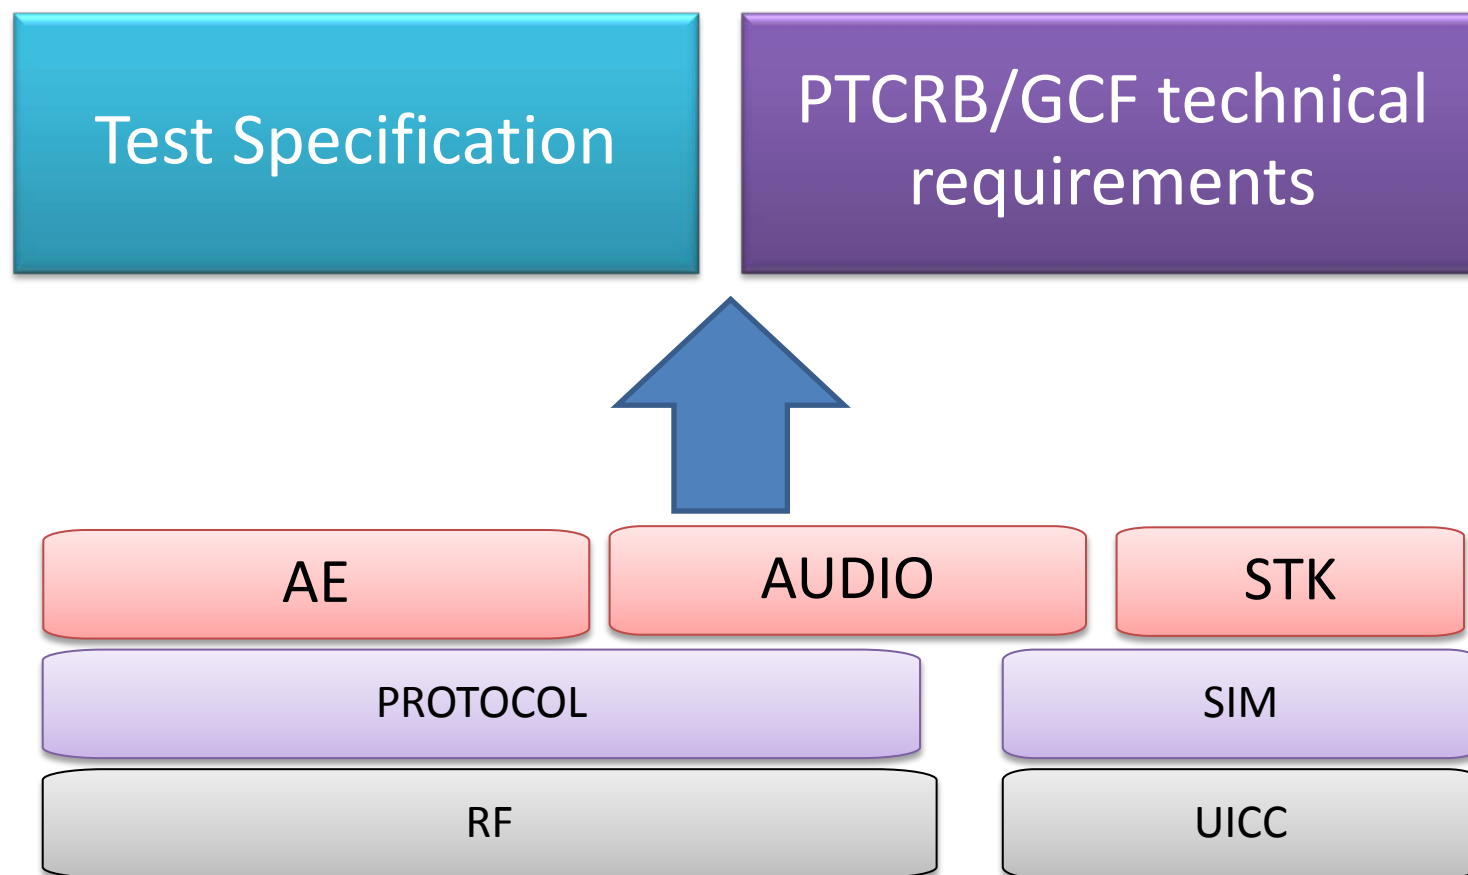 Test Specification
PTCRB/GCF technical
requirements
AE
AUDIO
STK
PROTOCOL
SIM
RF
UICC